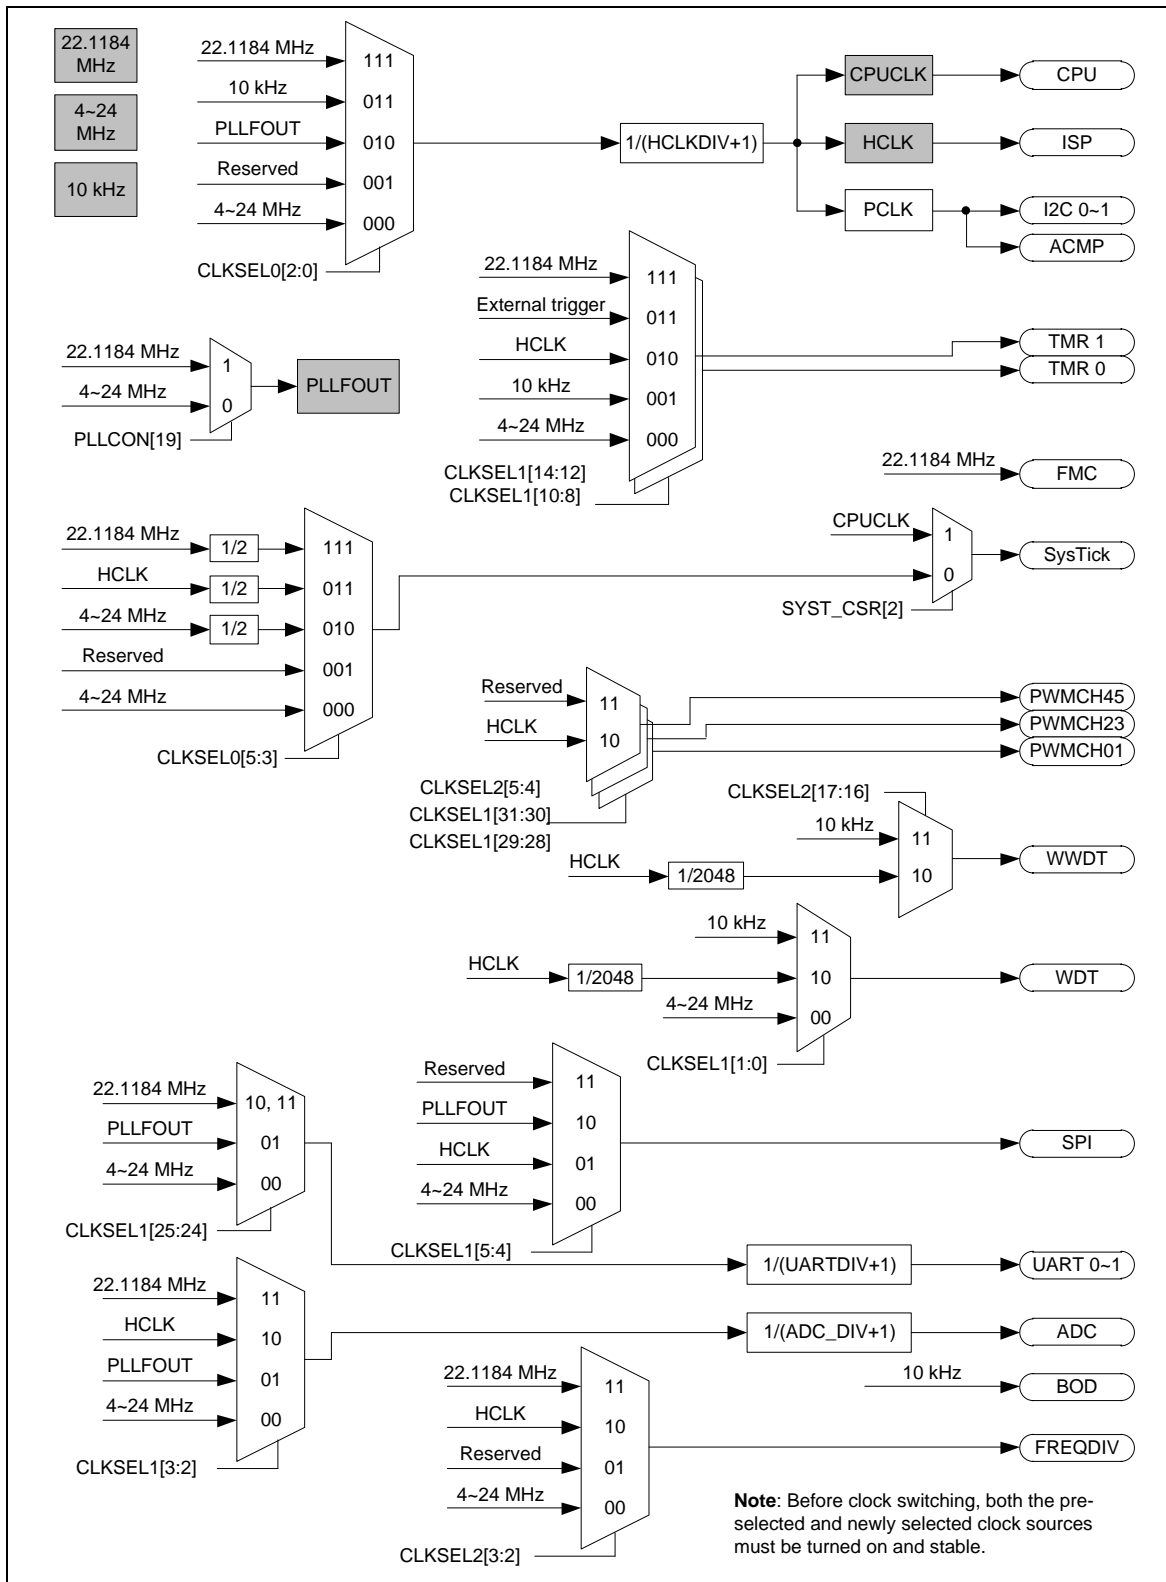 22.1184
MHz
4~24
MHz
10 kHz
22.1184 MHz
10 kHz
PLLFOUT
Reserved
4~24 MHz
111
011
010
001
000
CLKSEL0[2:0]
1/(HCLKDIV+1)
CPUCLK
HCLK
PCLK
CPU
ISP
I2C 0~1
ACMP
22.1184 MHz
External trigger
HCLK
10 kHz
4~24 MHz
111
011
010
001
000
CLKSEL1[14:12]
CLKSEL1[10:8]
TMR 1
TMR 0
22.1184 MHz
4~24 MHz
1
0
PLLCON[19]
PLLFOUT
22.1184 MHz
FMC
22.1184 MHz
HCLK
4~24 MHz
Reserved
4~24 MHz
1/2
1/2
1/2
111
011
010
001
000
CLKSEL0[5:3]
CPUCLK
1
0
SYST_CSR[2]
SysTick
Reserved
HCLK
11
10
CLKSEL2[5:4]
CLKSEL1[31:30]
CLKSEL1[29:28]
PWMCH45
PWMCH23
PWMCH01
CLKSEL2[17:16]
10 kHz
HCLK
1/2048
11
10
WWDT
10 kHz
HCLK
1/2048
4~24 MHz
11
10
00
CLKSEL1[1:0]
WDT
Reserved
PLLFOUT
HCLK
4~24 MHz
11
10
01
00
CLKSEL1[5:4]
SPI
22.1184 MHz
PLLFOUT
4~24 MHz
10, 11
01
00
CLKSEL1[25:24]
1/(UARTDIV+1)
UART 0~1
22.1184 MHz
HCLK
PLLFOUT
4~24 MHz
11
10
01
00
CLKSEL1[3:2]
1/(ADC_DIV+1)
ADC
10 kHz
BOD
22.1184 MHz
HCLK
Reserved
4~24 MHz
11
10
01
00
CLKSEL2[3:2]
FREQDIV
Note: Before clock switching, both the pre-
selected and newly selected clock sources
must be turned on and stable.